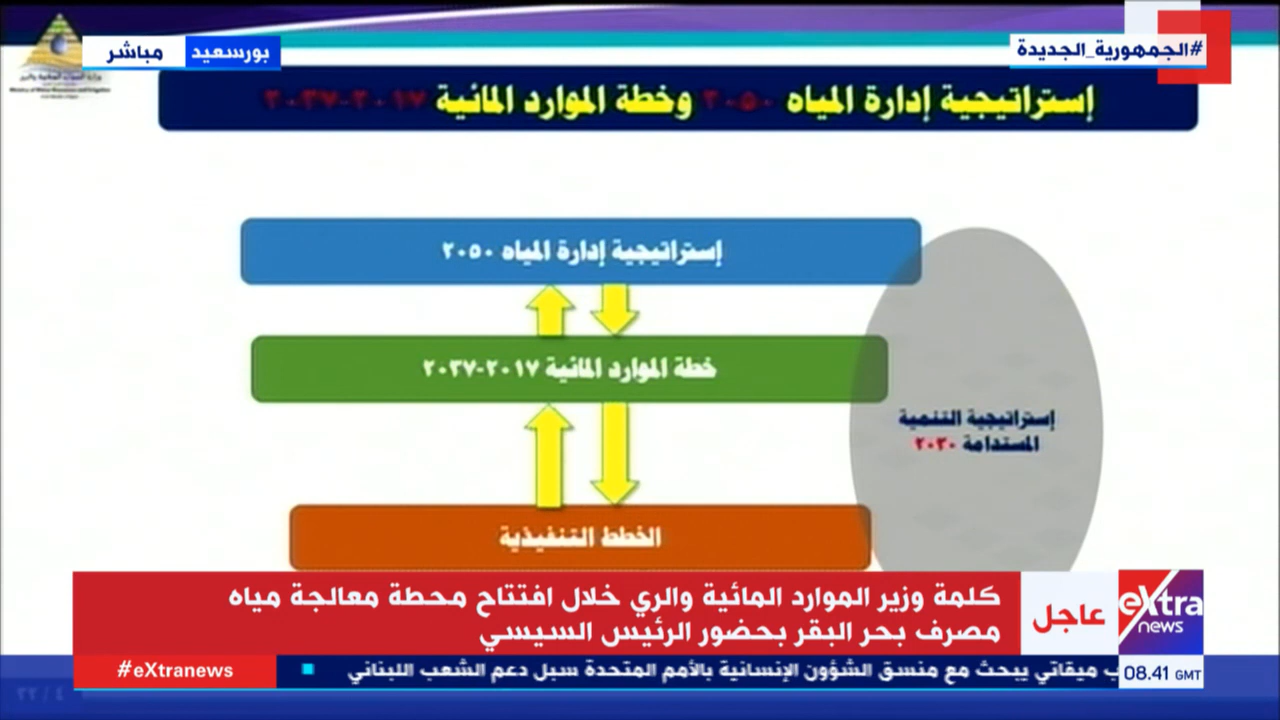 #الجمهورية_الجديدة
بورسعيد
مباشر
إستراتيجية إدارة المياه ٢٠٥٠ وخطة الموارد المائية ٢٠١٧-٢٠٣٧
إستراتيجية إدارة المياه ٢٠٥٠
خطة الموارد المائية ٢٠١٧-٢٠٣٧
إستراتيجية التنمية
المستدامة ٢٠٣٠
الخطط التنفيذية
عاجل
كلمة وزير الموارد المائية والري خلال افتتاح محطة معالجة مياه
مصرف بحر البقر بحضور الرئيس السيسي
eXtra
news
ميقاتي يبحث مع منسق الشؤون الإنسانية بالأمم المتحدة سبل دعم الشعب اللبناني
#eXtranews
08.41 GMT